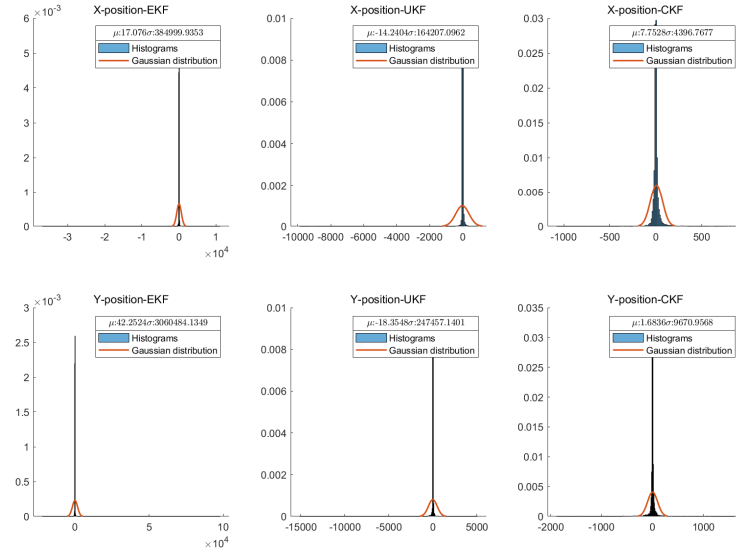 X-position-EKF
6 ×10⁻³
μ:17.076σ:384999.9353
Histograms
Gaussian distribution
5
4
3
2
1
0
-3 -2 -1 0 1
×10⁴
X-position-UKF
0.01
μ:-14.2404σ:164207.0962
Histograms
Gaussian distribution
0.008
0.006
0.004
0.002
0
-10000 -8000 -6000 -4000 -2000 0
X-position-CKF
0.03
μ:7.7528σ:4396.7677
Histograms
Gaussian distribution
0.025
0.02
0.015
0.01
0.005
0
-1000 -500 0 500
Y-position-EKF
3 ×10⁻³
μ:42.2524σ:3060484.1349
Histograms
Gaussian distribution
2.5
2
1.5
1
0.5
0
0 5 10
×10⁴
Y-position-UKF
0.01
μ:-18.3548σ:247457.1401
Histograms
Gaussian distribution
0.008
0.006
0.004
0.002
0
-15000 -10000 -5000 0 5000
Y-position-CKF
0.035
μ:1.6836σ:9670.9568
Histograms
Gaussian distribution
0.03
0.025
0.02
0.015
0.01
0.005
0
-2000 -1000 0 1000